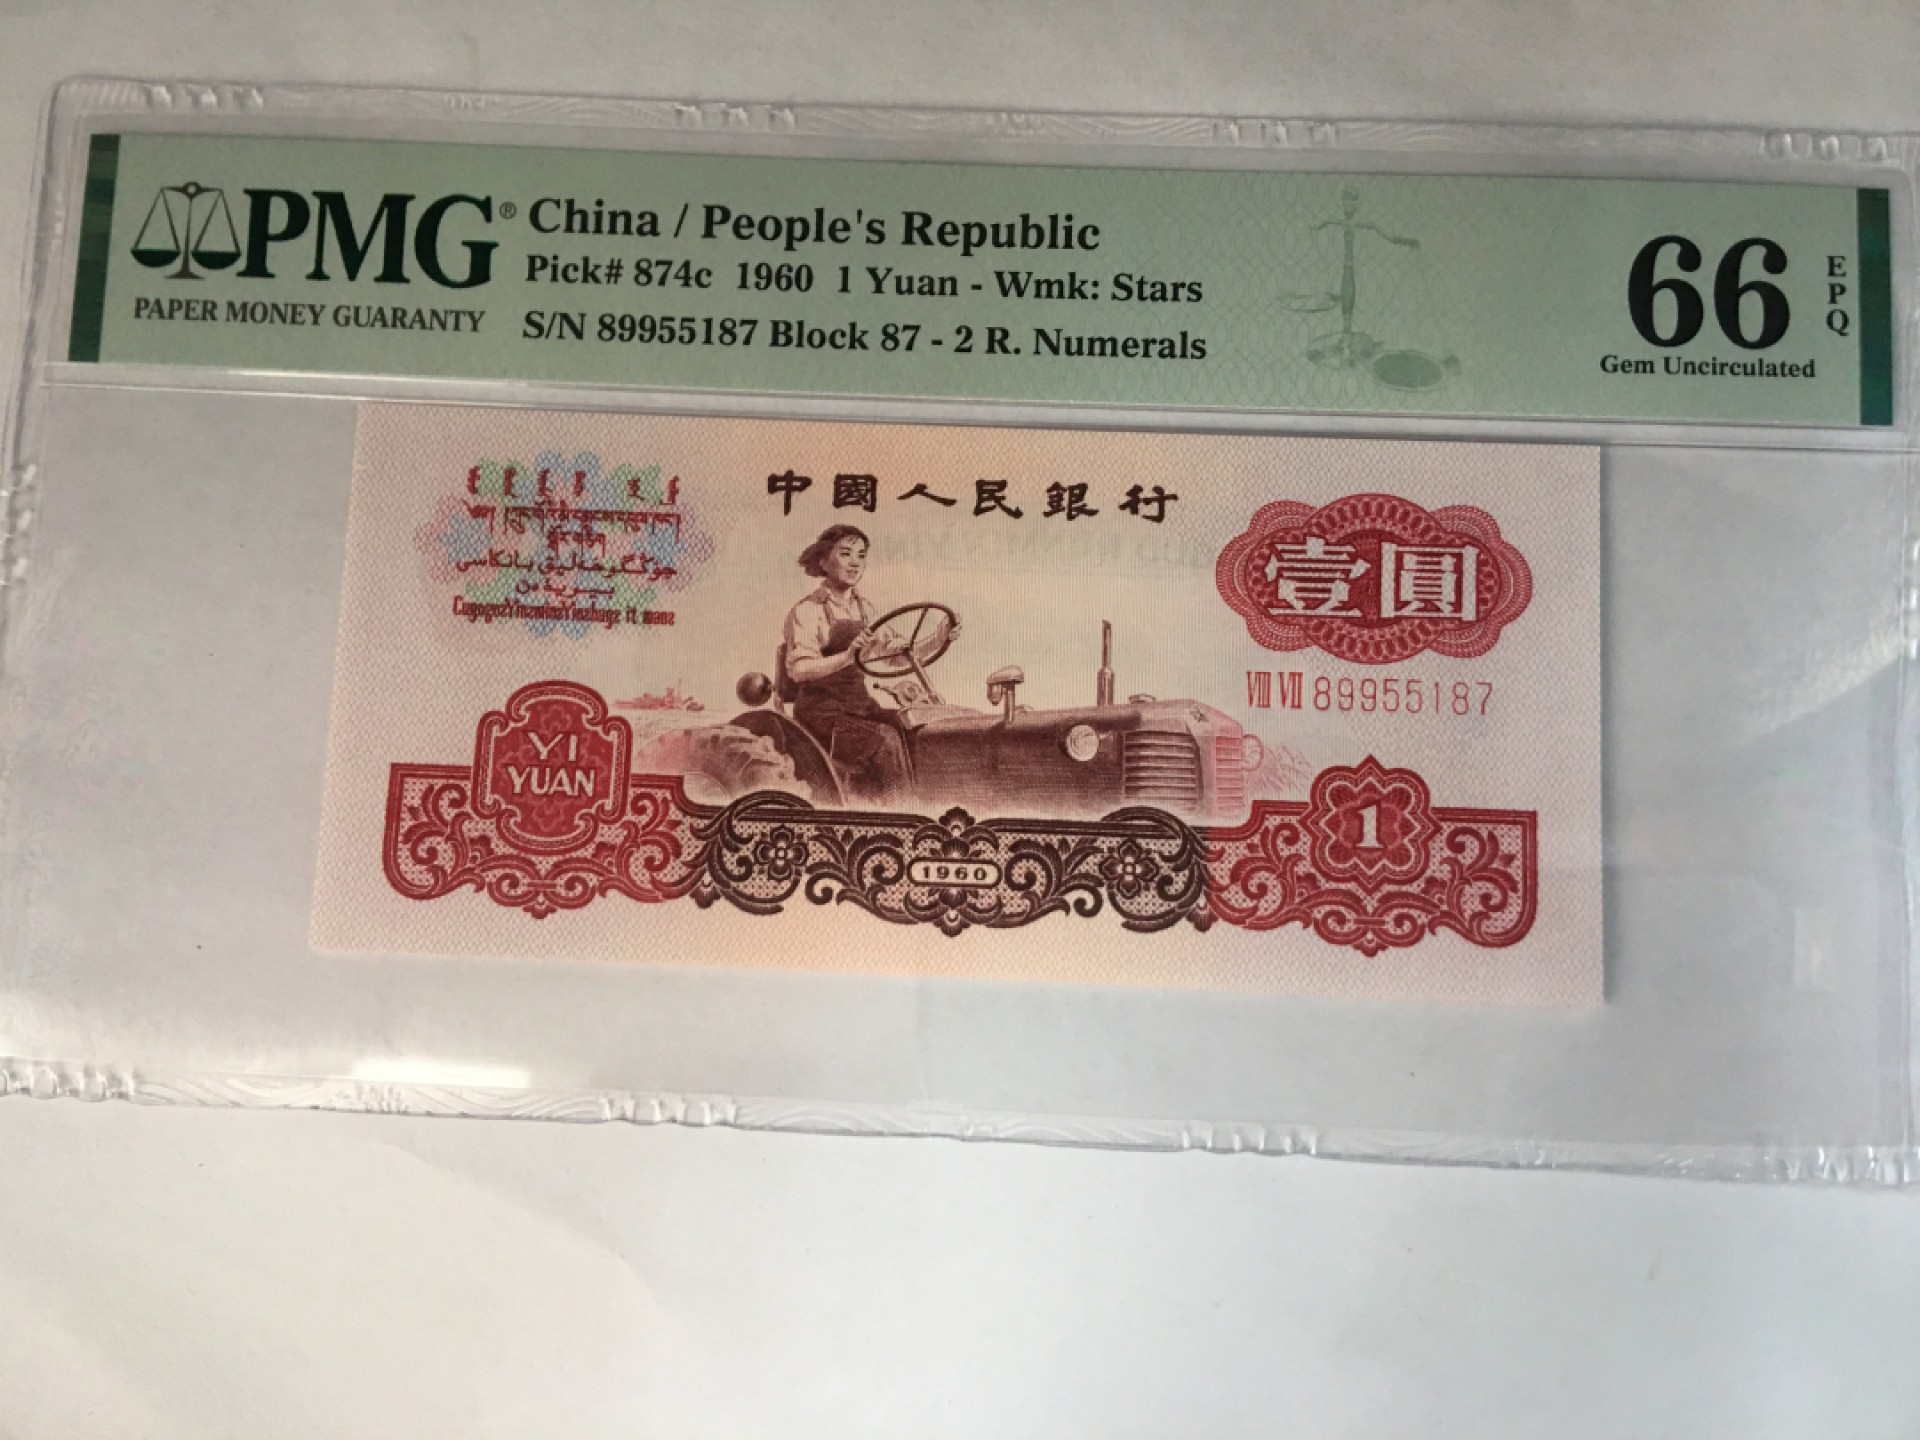 PMG®
PAPER MONEY GUARANTY
China / People's Republic
Pick# 874c 1960 1 Yuan - Wmk: Stars
S/N 89955187 Block 87 - 2 R. Numerals
66
EPQ
Gem Uncirculated
中國人民銀行
壹圓
VIII VII 89955187
YI
YUAN
1960
1